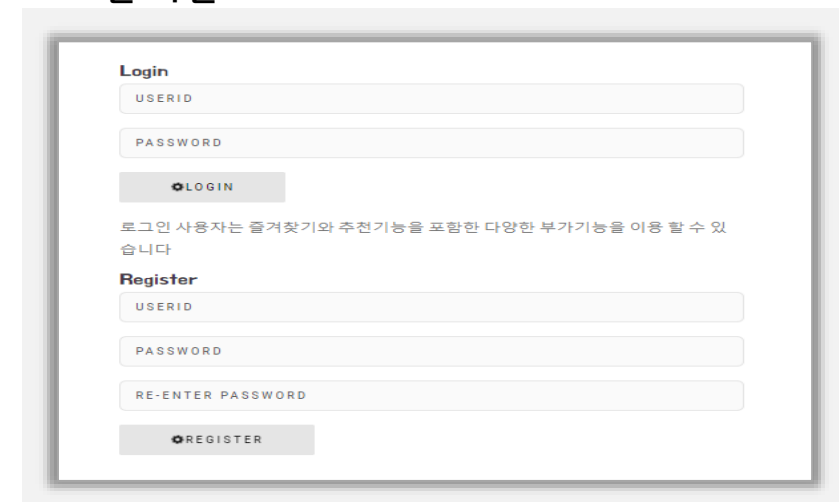 Login
USERID
PASSWORD
LOGIN
로그인 사용자는 즐겨찾기와 추천기능을 포함한 다양한 부가기능을 이용 할 수 있
습니다
Register
USERID
PASSWORD
RE-ENTER PASSWORD
REGISTER